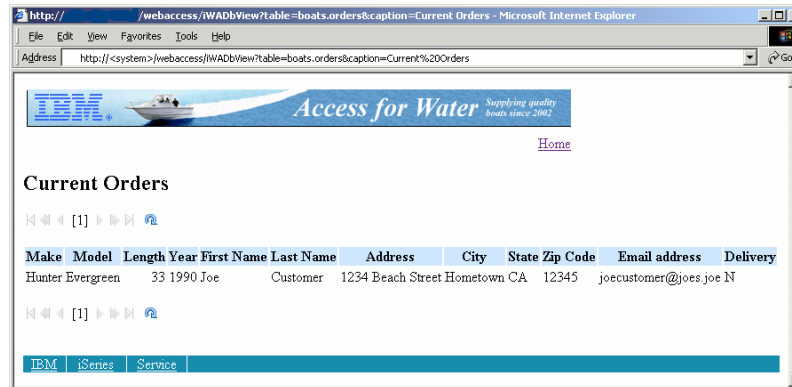 http:// /webaccess/iWADbView?table=boats.orders&caption=Current Orders - Microsoft Internet Explorer
File Edit View Favorites Tools Help
Address http://<system>/webaccess/iWADbView?table=boats.orders&caption=Current%20Orders Go
IBM® Access for Water Supplying quality
boats since 2002
Home
Current Orders
[1]
Make Model Length Year First Name Last Name Address City State Zip Code Email address Delivery
Hunter Evergreen 33 1990 Joe Customer 1234 Beach Street Hometown CA 12345 joecustomer@joes.joe N
[1]
IBM iSeries Service